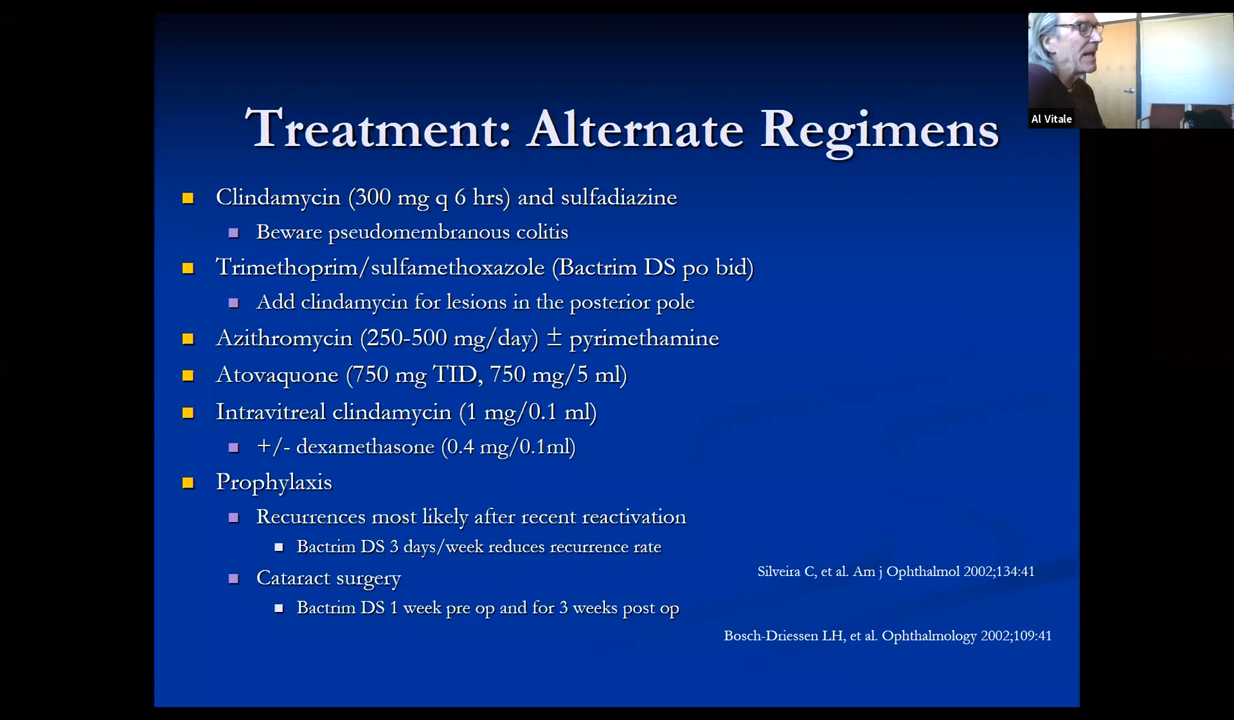 Al Vitale
Treatment: Alternate Regimens
Clindamycin (300 mg q 6 hrs) and sulfadiazine
Beware pseudomembranous colitis
Trimethoprim/sulfamethoxazole (Bactrim DS po bid)
Add clindamycin for lesions in the posterior pole
Azithromycin (250-500 mg/day) ± pyrimethamine
Atovaquone (750 mg TID, 750 mg/5 ml)
Intravitreal clindamycin (1 mg/0.1 ml)
+/- dexamethasone (0.4 mg/0.1ml)
Prophylaxis
Recurrences most likely after recent reactivation
Bactrim DS 3 days/week reduces recurrence rate
Silveira C, et al. Am j Ophthalmol 2002;134:41
Cataract surgery
Bactrim DS 1 week pre op and for 3 weeks post op
Bosch-Driessen LH, et al. Ophthalmology 2002;109:41